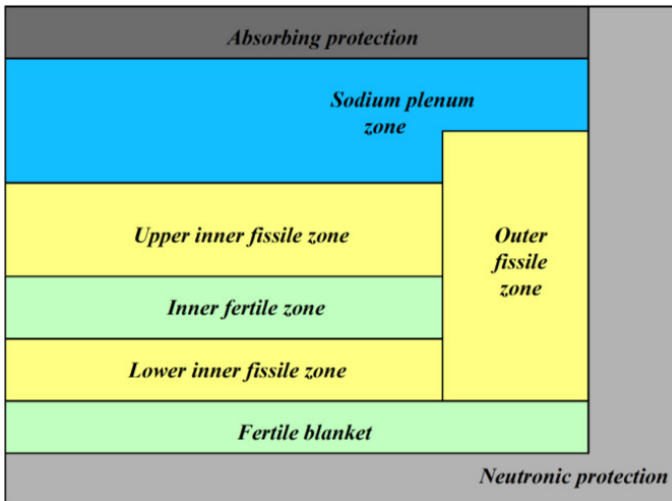 Absorbing protection
Sodium plenum
zone
Upper inner fissile zone
Outer
fissile
zone
Inner fertile zone
Lower inner fissile zone
Fertile blanket
Neutronic protection